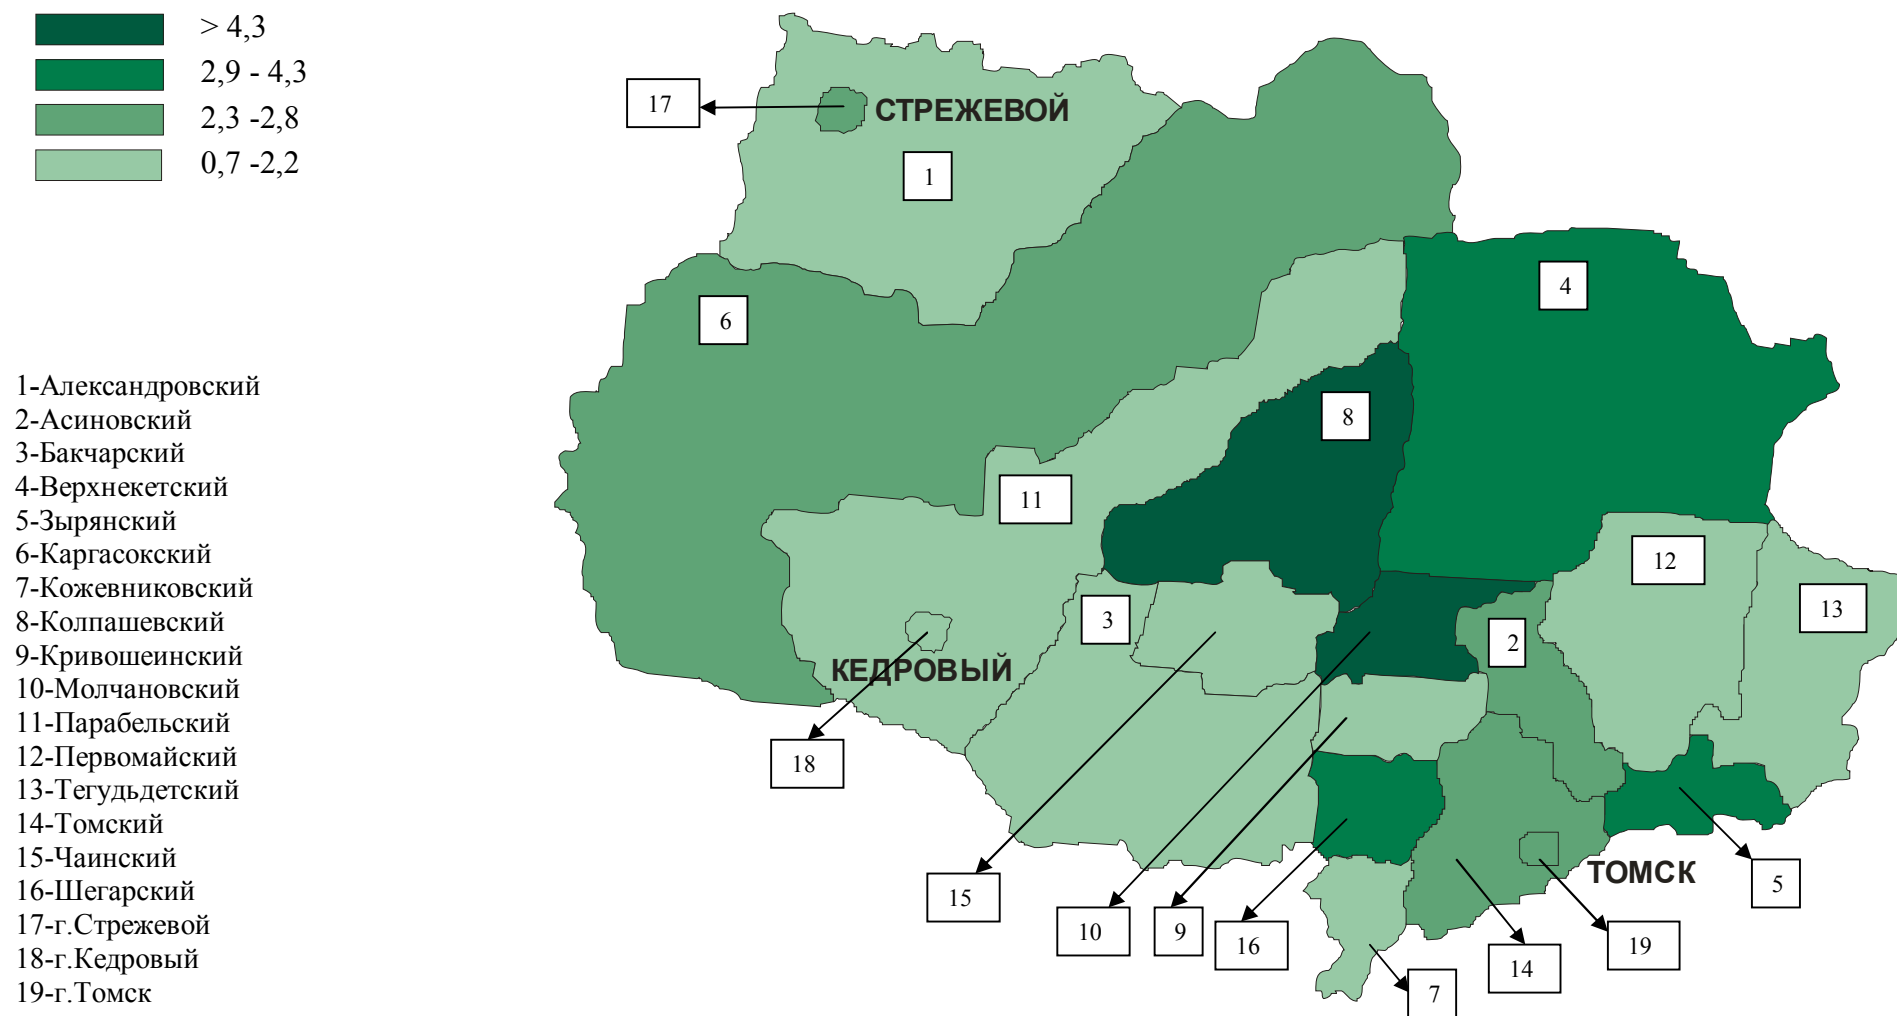 > 4,3
2,9 - 4,3
2,3 -2,8
0,7 -2,2
17
СТРЕЖЕВОЙ
1
4
6
8
11
12
13
3
2
КЕДРОВЫЙ
18
ТОМСК
15
10
9
16
5
19
14
7
1-Александровский
2-Асиновский
3-Бакчарский
4-Верхнекетский
5-Зырянский
6-Каргасокский
7-Кожевниковский
8-Колпашевский
9-Кривошеинский
10-Молчановский
11-Парабельский
12-Первомайский
13-Тегудьдетский
14-Томский
15-Чаинский
16-Шегарский
17-г.Стрежевой
18-г.Кедровый
19-г.Томск